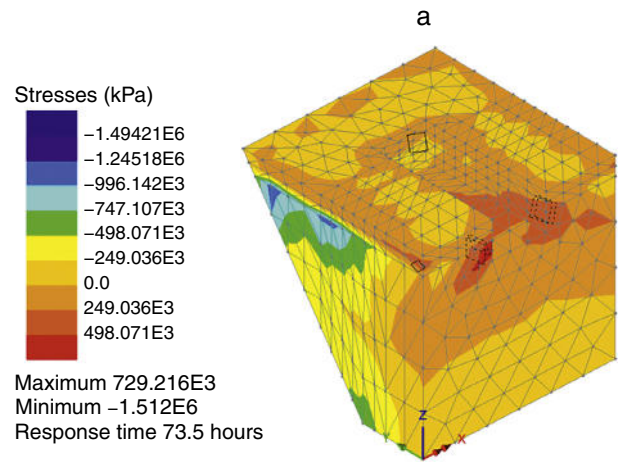 a
Stresses (kPa)
−1.49421E6
−1.24518E6
−996.142E3
−747.107E3
−498.071E3
−249.036E3
0.0
249.036E3
498.071E3
Maximum 729.216E3
Minimum −1.512E6
Response time 73.5 hours
Z
Y
X